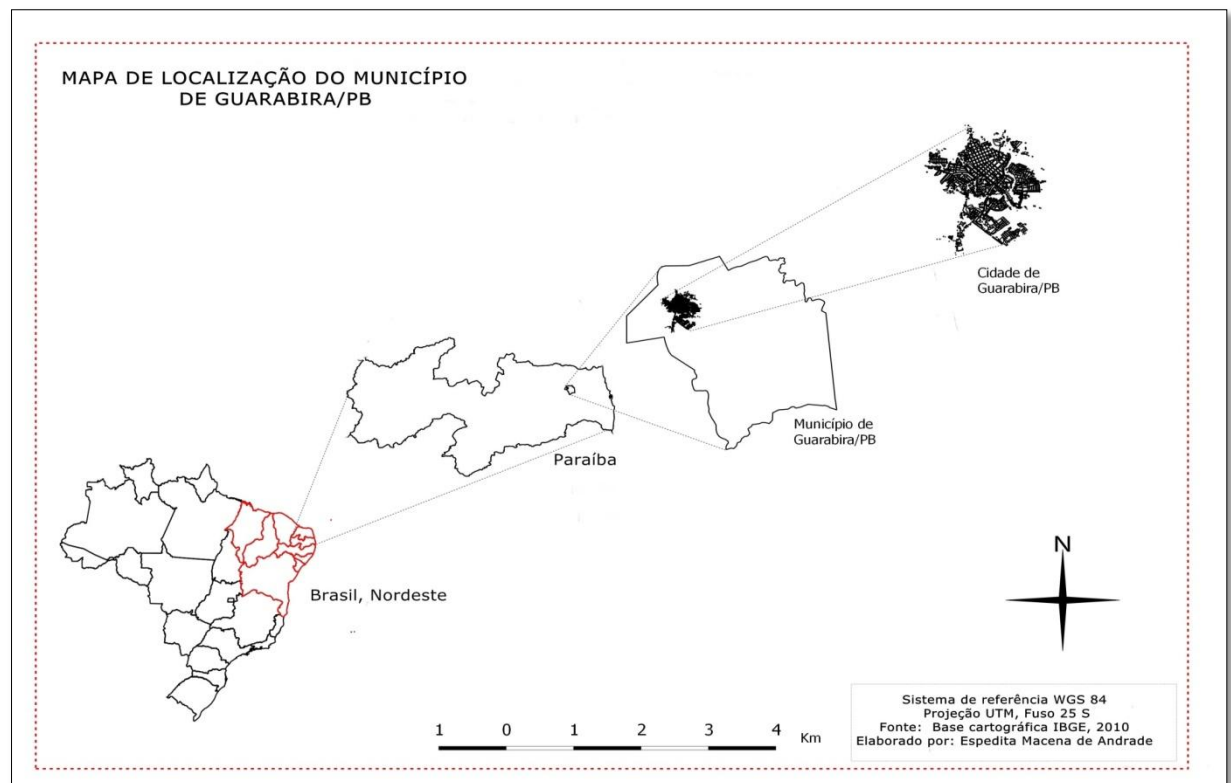 MAPA DE LOCALIZAÇÃO DO MUNICÍPIO
DE GUARABIRA/PB
Cidade de
Guarabira/PB
Município de
Guarabira/PB
Paraíba
Brasil, Nordeste
N
1 0 1 2 3 4
Km
Sistema de referência WGS 84
Projeção UTM, Fuso 25 S
Fonte: Base cartográfica IBGE, 2010
Elaborado por: Espedita Macena de Andrade